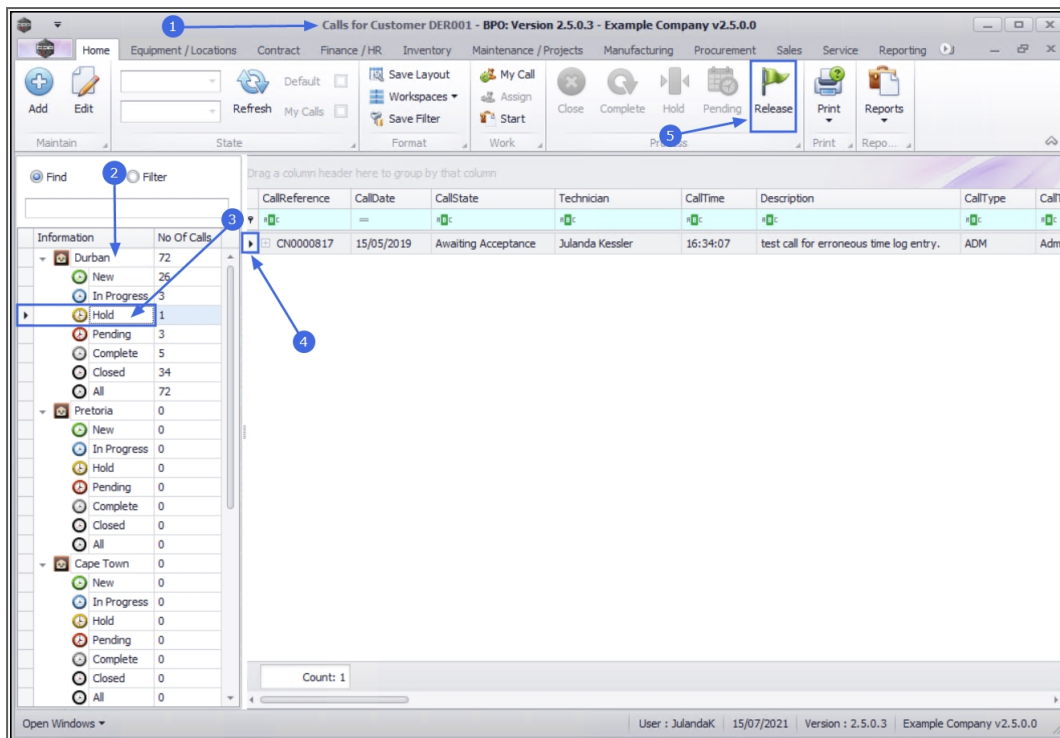 1
Calls for Customer DER001 - BPO: Version 2.5.0.3 - Example Company v2.5.0.0
Home Equipment / Locations Contract Finance / HR Inventory Maintenance / Projects Manufacturing Procurement Sales Service Reporting
Add Edit Refresh Default My Calls
Save Layout
Workspaces
Save Filter
My Call
Assign
Start
Close Complete Hold Pending Release Print Reports
5
Maintain State Format Work Process Print Repo...
Find Filter
2
Drag a column header here to group by that column
CallReference CallDate CallState Technician CallTime Description CallType
3
Information No Of Calls
CN0000817 15/05/2019 Awaiting Acceptance Julanda Kessler 16:34:07 test call for erroneous time log entry. ADM Adm
Durban 72
New 26
In Progress 3
Hold 1
4
Pending 3
Complete 5
Closed 34
All 72
Pretoria 0
New 0
In Progress 0
Hold 0
Pending 0
Complete 0
Closed 0
All 0
Cape Town 0
New 0
In Progress 0
Hold 0
Pending 0
Complete 0
Closed 0
All 0
Count: 1
Open Windows User : JulandaK 15/07/2021 Version : 2.5.0.3 Example Company v2.5.0.0